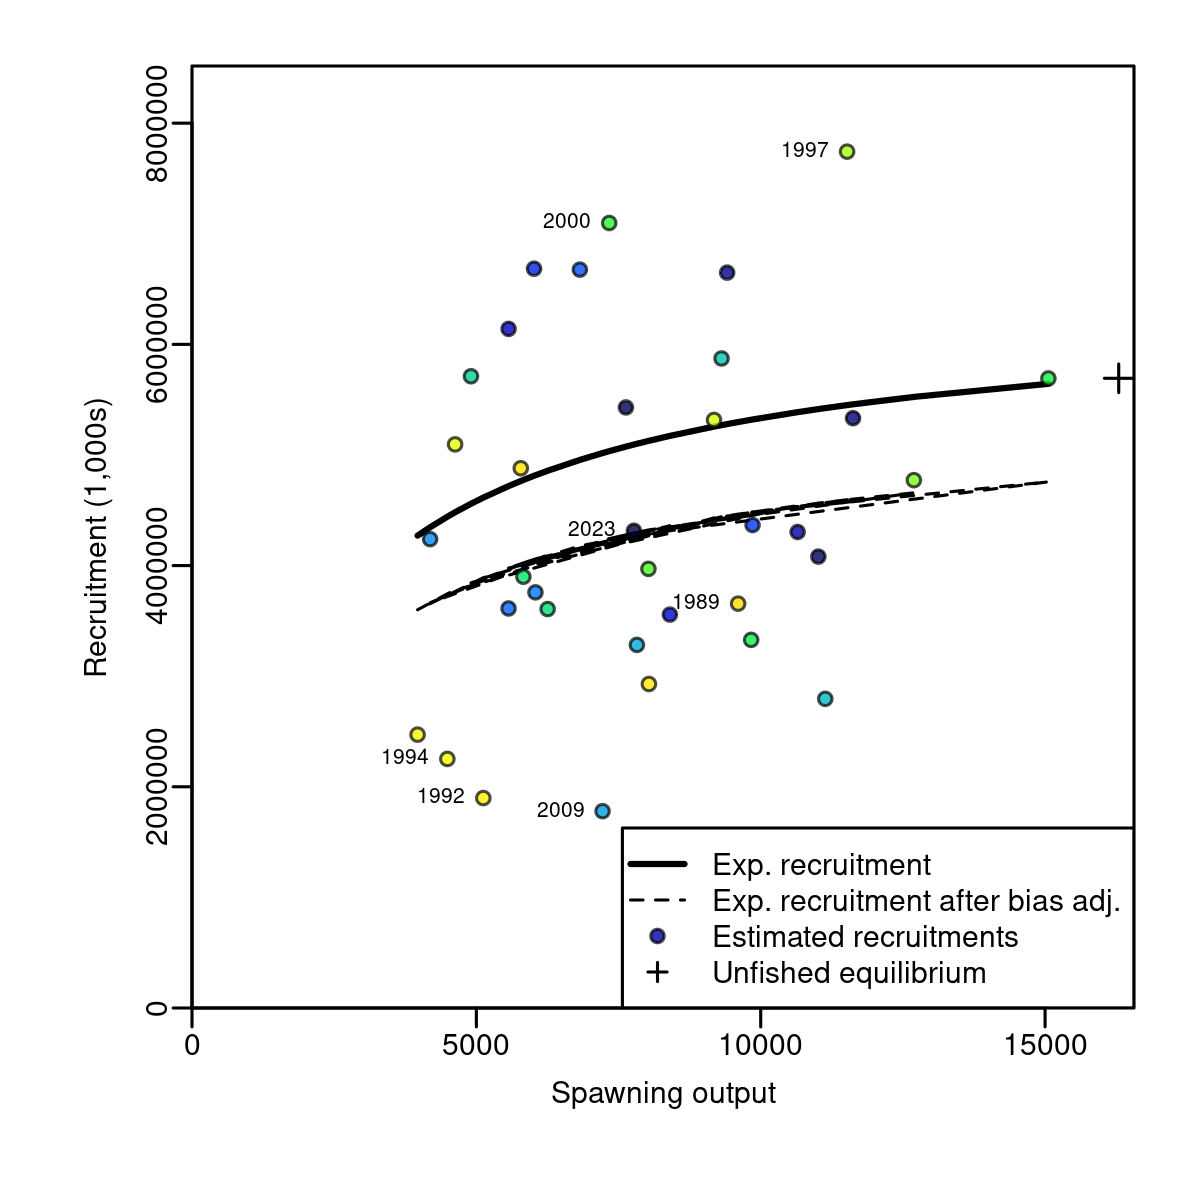 8000000
1997
2000
6000000
Recruitment (1,000s)
2023
4000000
1989
1994
2000000
1992
2009
Exp. recruitment
Exp. recruitment after bias adj.
Estimated recruitments
Unfished equilibrium
0
0
5000
10000
15000
Spawning output